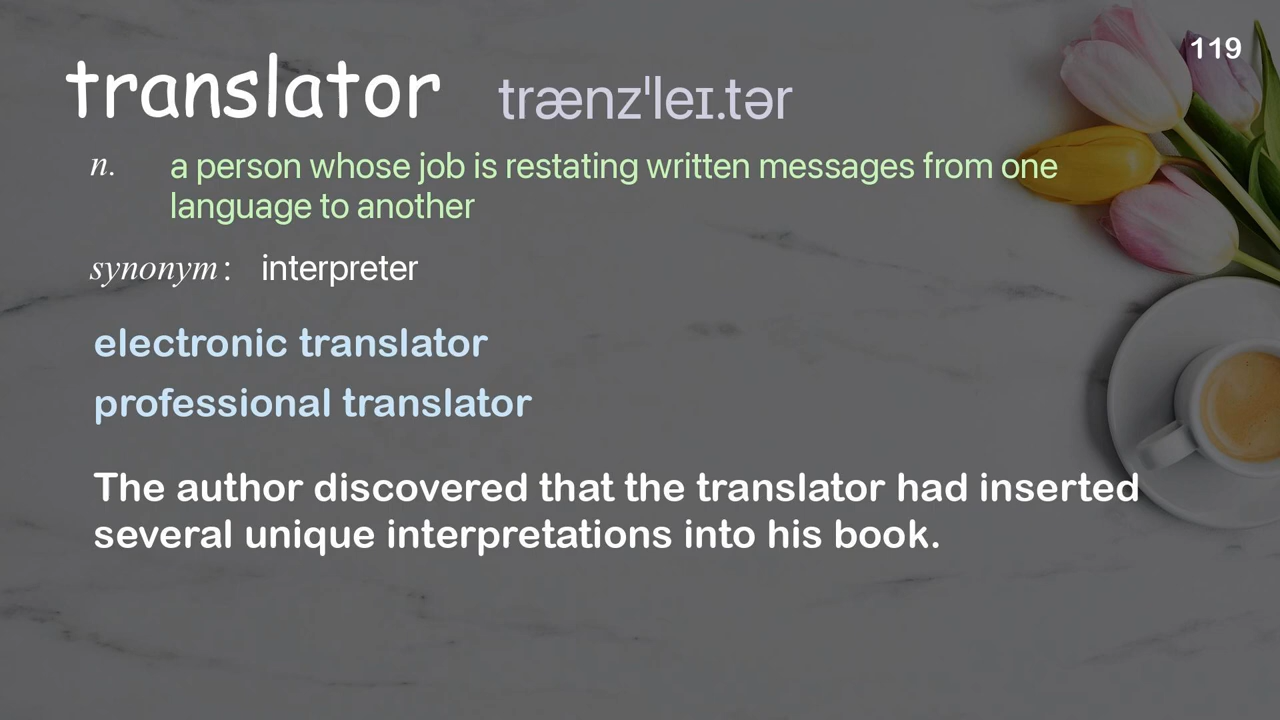 119
translator trænzˈleɪ.tər
n. a person whose job is restating written messages from one
language to another
synonym : interpreter
electronic translator
professional translator
The author discovered that the translator had inserted
several unique interpretations into his book.